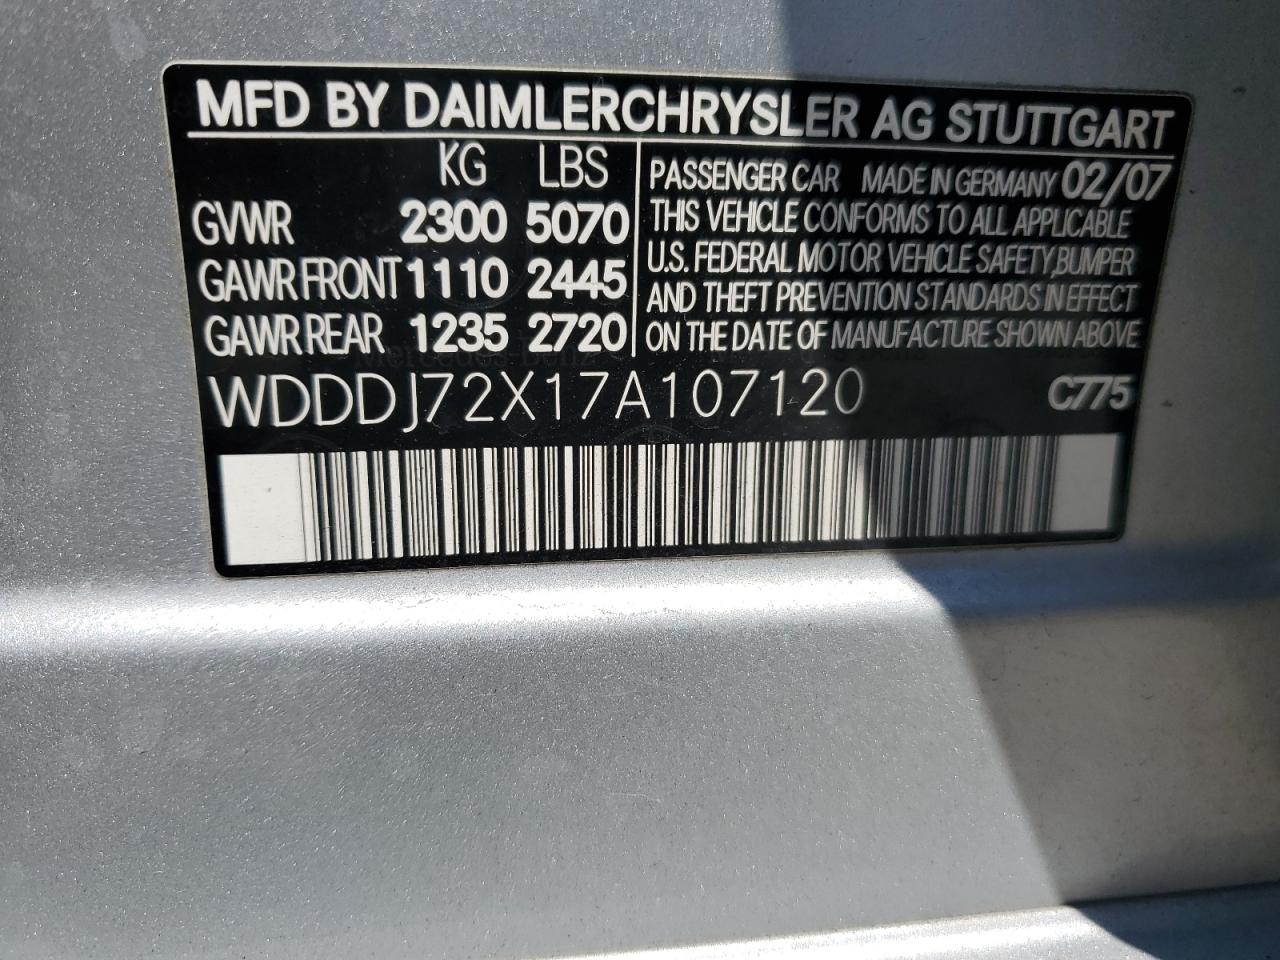 MFD BY DAIMLERCHRYSLER AG STUTTGART
KG LBS
GVWR 2300 5070
GAWR FRONT 1110 2445
GAWR REAR 1235 2720
PASSENGER CAR MADE IN GERMANY 02/07
THIS VEHICLE CONFORMS TO ALL APPLICABLE
U.S. FEDERAL MOTOR VEHICLE SAFETY,BUMPER
AND THEFT PREVENTION STANDARDS IN EFFECT
ON THE DATE OF MANUFACTURE SHOWN ABOVE
Mercedes-Benz
WDDDJ72X17A107120 C775